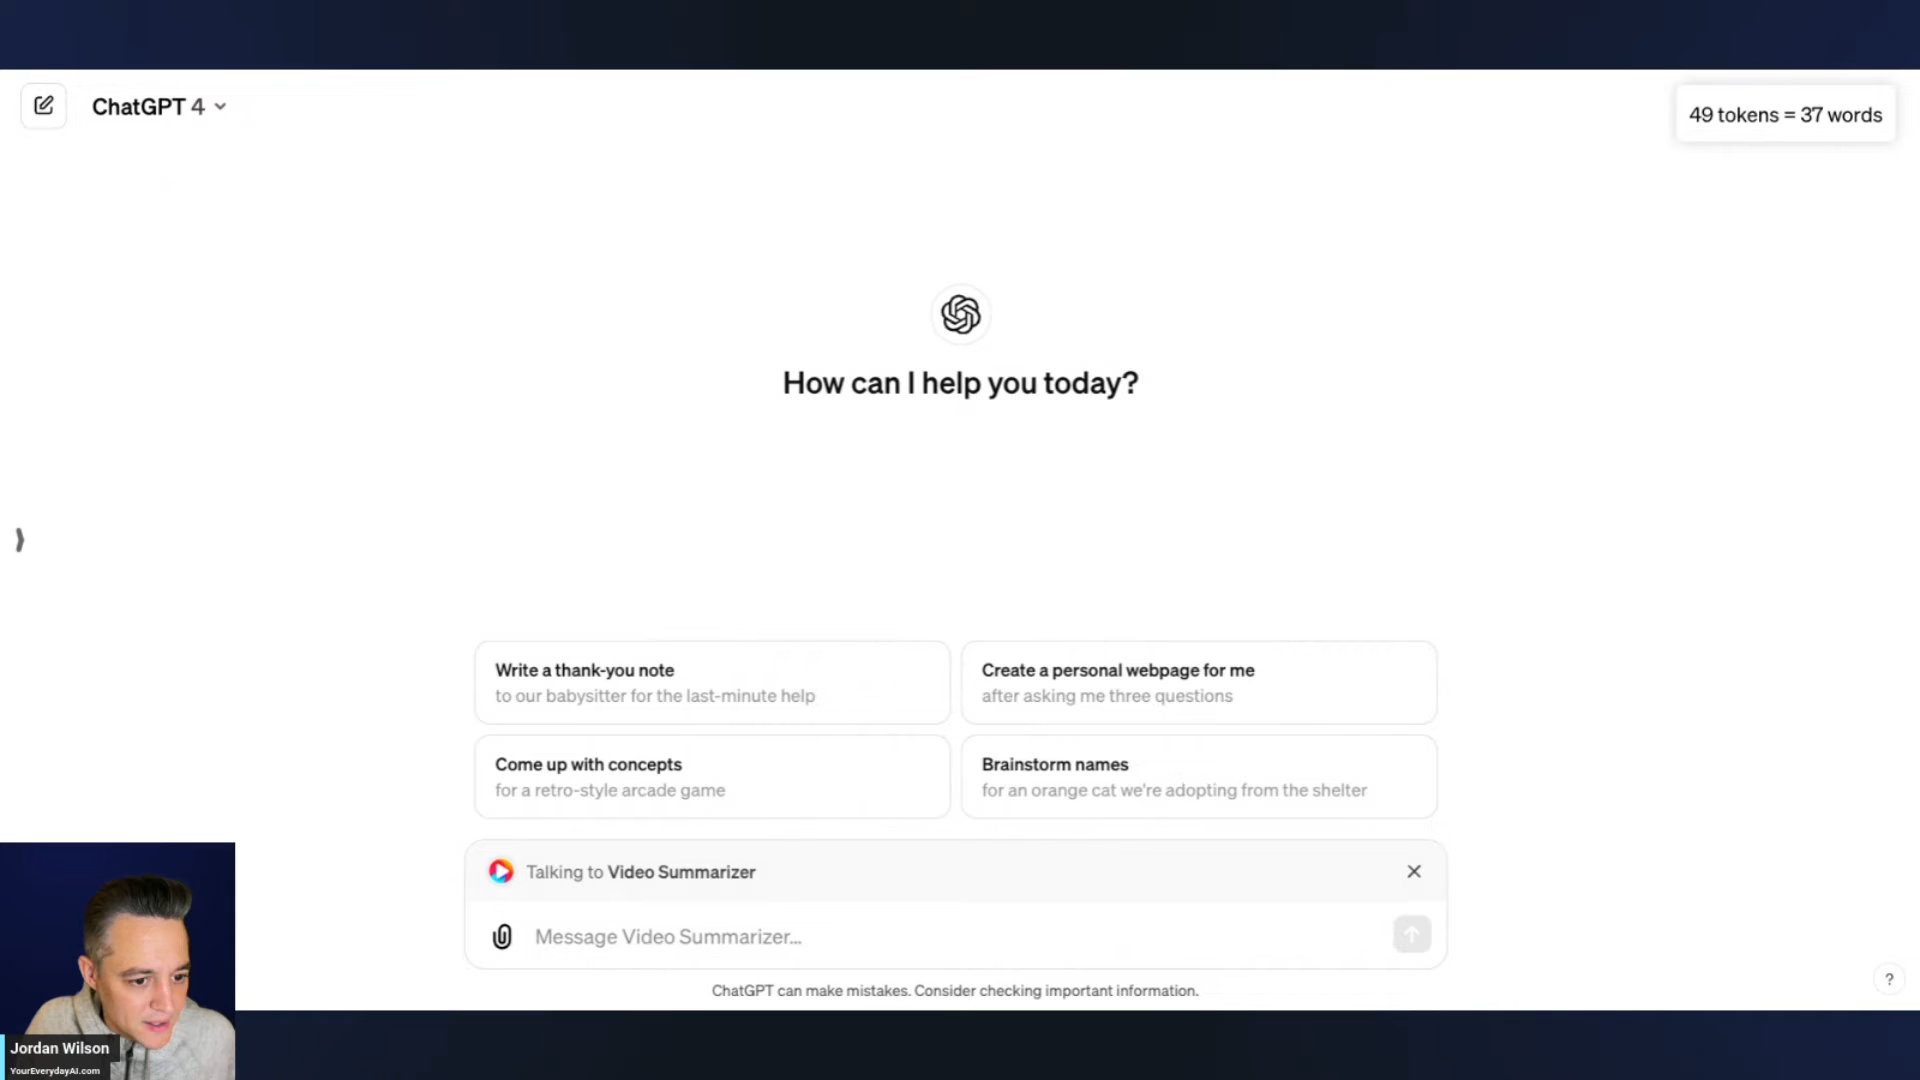 ChatGPT 4
49 tokens = 37 words
How can I help you today?
Write a thank-you note
to our babysitter for the last-minute help
Create a personal webpage for me
after asking me three questions
Come up with concepts
for a retro-style arcade game
Brainstorm names
for an orange cat we're adopting from the shelter
Talking to Video Summarizer
Message Video Summarizer...
ChatGPT can make mistakes. Consider checking important information.
?
Jordan Wilson
YourEverydayAI.com